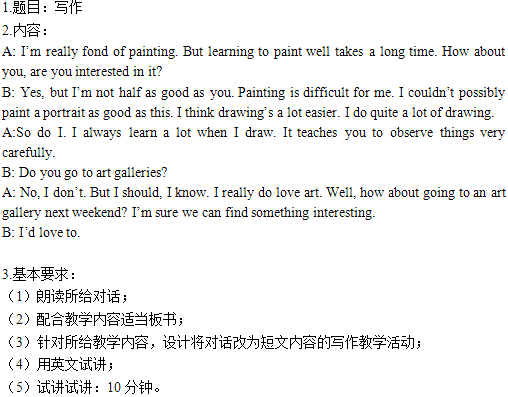 1.题目：写作
2.内容：
A: I’m really fond of painting. But learning to paint well takes a long time. How about
you, are you interested in it?
B: Yes, but I’m not half as good as you. Painting is difficult for me. I couldn’t possibly
paint a portrait as good as this. I think drawing’s a lot easier. I do quite a lot of drawing.
A:So do I. I always learn a lot when I draw. It teaches you to observe things very
carefully.
B: Do you go to art galleries?
A: No, I don’t. But I should, I know. I really do love art. Well, how about going to an art
gallery next weekend? I’m sure we can find something interesting.
B: I’d love to.
3.基本要求：
（1）朗读所给对话；
（2）配合教学内容适当板书；
（3）针对所给教学内容，设计将对话改为短文内容的写作教学活动；
（4）用英文试讲；
（5）试讲试讲：10 分钟。